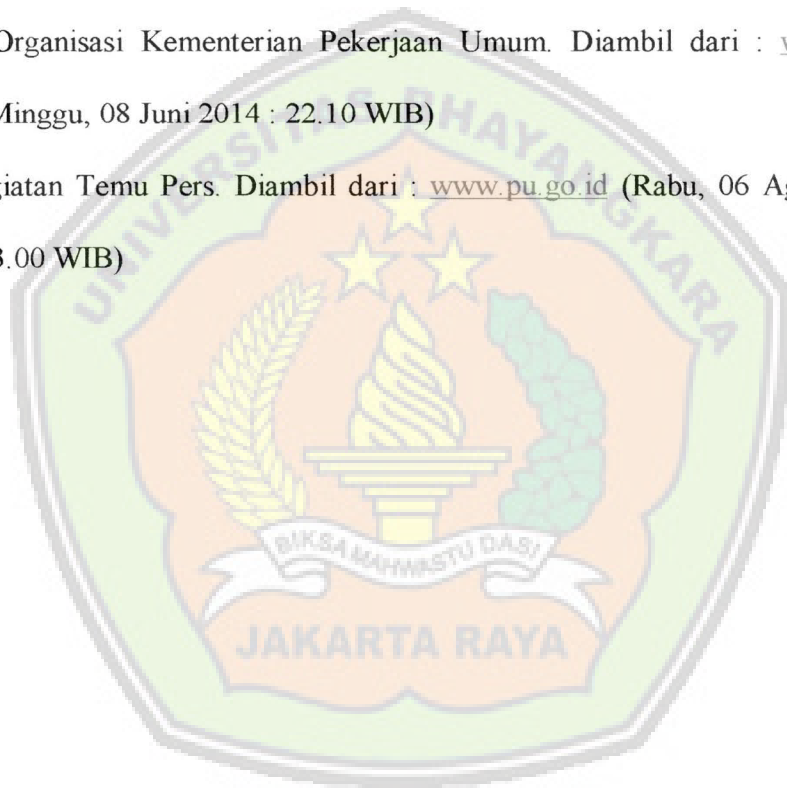 Organisasi Kementerian Pekerjaan Umum. Diambil dari :
Minggu, 08 Juni 2014 : 22.10 WIB)
giatan Temu Pers. Diambil dari : www.pu.go.id (Rabu, 06 Ag
3.00 WIB)
UNIVERSITAS BHAYANGKARA
BIKSA MAHWASTU DASI
JAKARTA RAYA